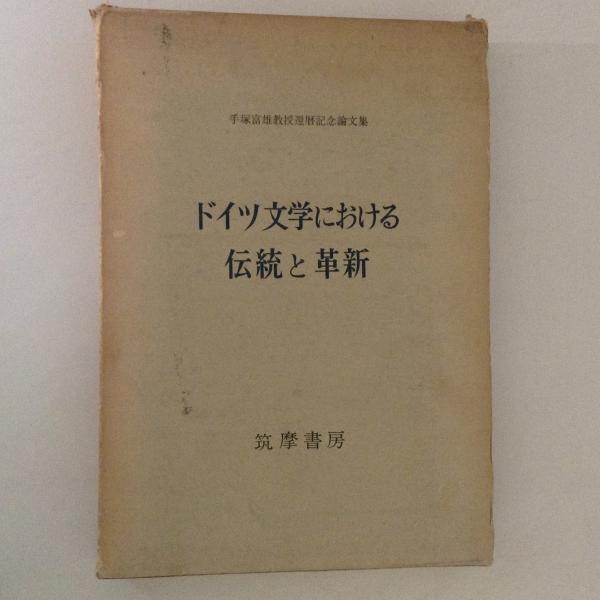 手塚富雄教授還暦記念論文集
ドイツ文学における
伝統と革新
筑摩書房